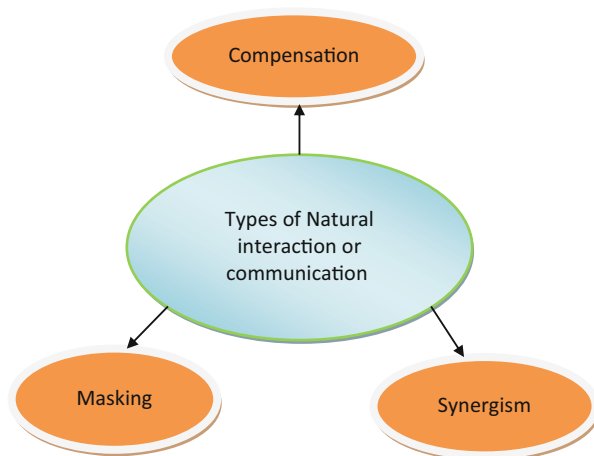 Compensation
Types of Natural
interaction or
communication
Masking
Synergism